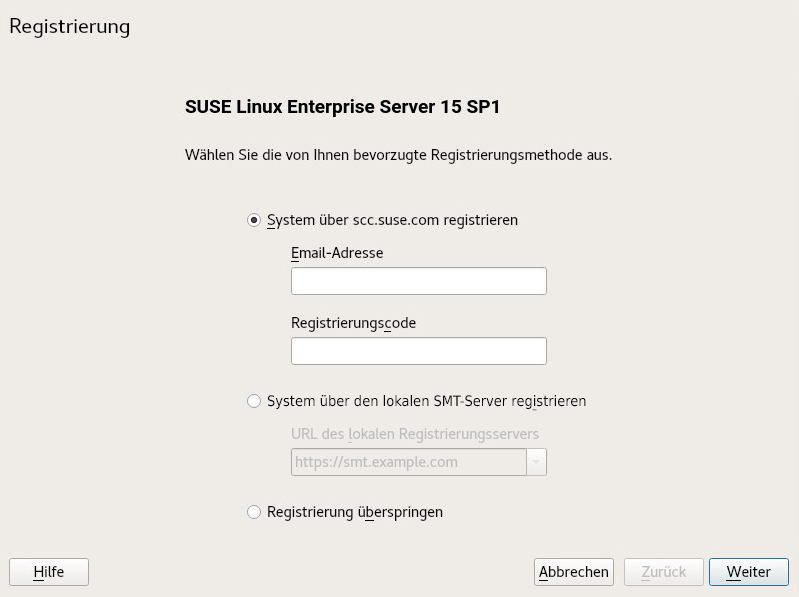 Registrierung
SUSE Linux Enterprise Server 15 SP1
Wählen Sie die von Ihnen bevorzugte Registrierungsmethode aus.
System über scc.suse.com registrieren
Email-Adresse
Registrierungscode
System über den lokalen SMT-Server registrieren
URL des lokalen Registrierungsservers
https://smt.example.com
Registrierung überspringen
Hilfe Abbrechen Zurück Weiter